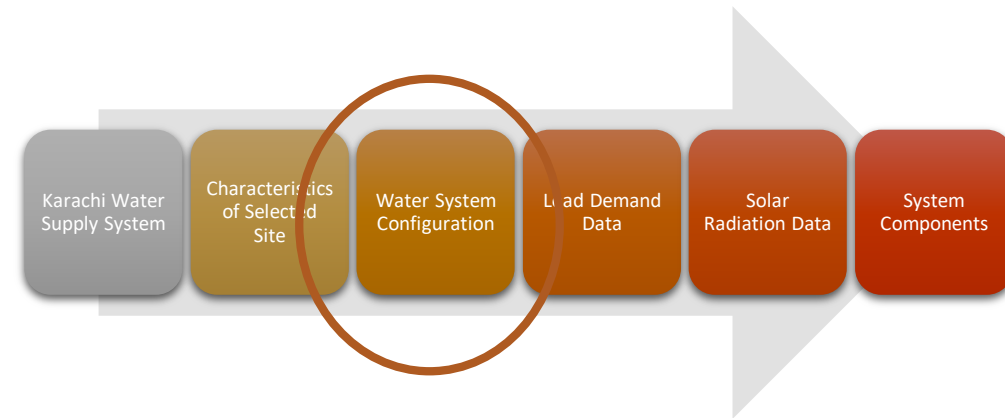 Karachi Water
Supply System
Characteristics
of Selected
Site
Water System
Configuration
Load Demand
Data
Solar
Radiation Data
System
Components